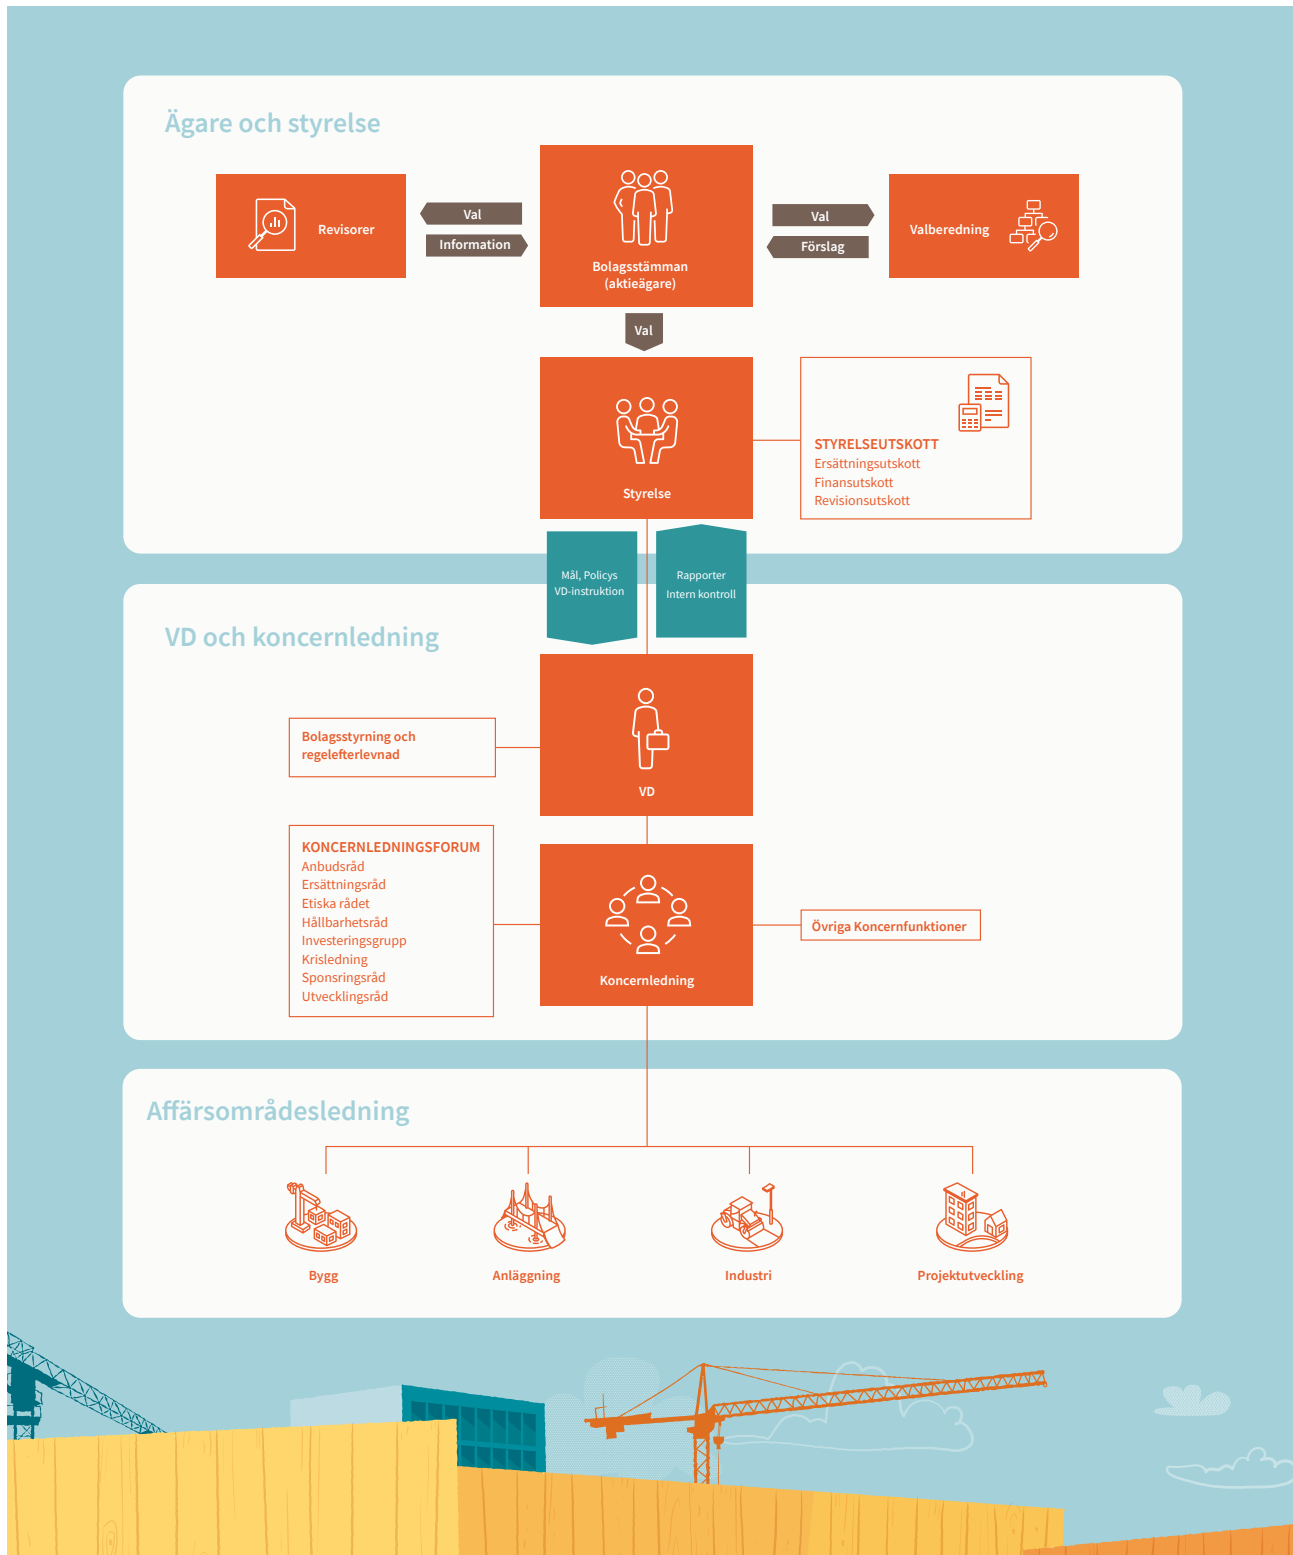 Ägare och styrelse
Revisorer
Val
Information
Bolagsstämman
(aktieägare)
Val
Förslag
Valberedning
Val
Styrelse
STYRELSEUTSKOTT
Ersättningsutskott
Finansutskott
Revisionsutskott
Mål, Policys
VD-instruktion
Rapporter
Intern kontroll
VD och koncernledning
Bolagsstyrning och
regelefterlevnad
VD
KONCERNLEDNINGSFORUM
Anbudsråd
Ersättningsråd
Etiska rådet
Hållbarhetsråd
Investeringsgrupp
Krisledning
Sponsringsråd
Utvecklingsråd
Koncernledning
Övriga Koncernfunktioner
Affärsområdesledning
Bygg
Anläggning
Industri
Projektutveckling